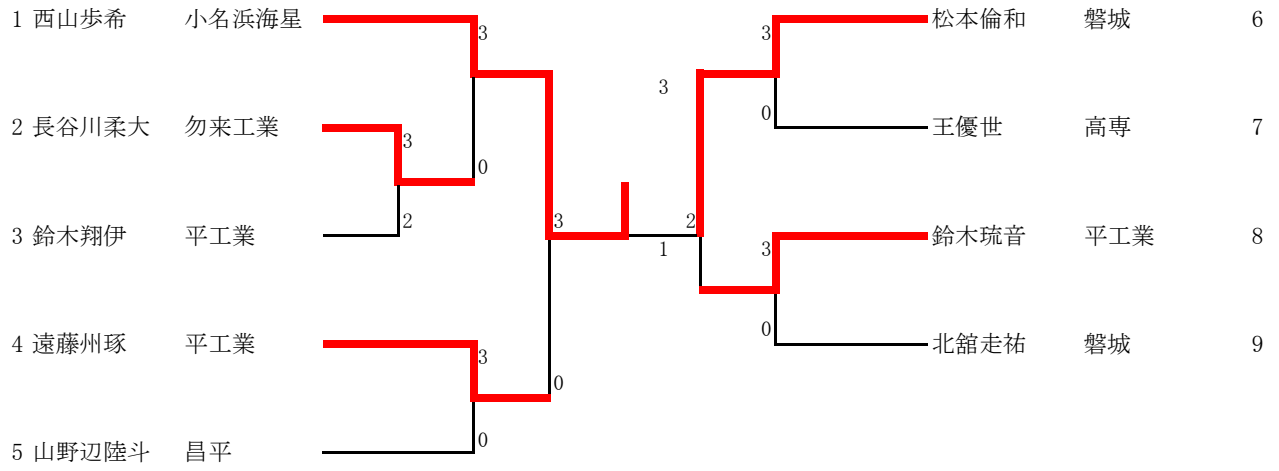 1 西山歩希 小名浜海星 3 3 松本倫和 磐城 6
3
2 長谷川柔大 勿来工業 3 0 王優世 高専 7
0
3 鈴木翔伊 平工業 2 3 2 3 鈴木琉音 平工業 8
1
4 遠藤州琢 平工業 3 0 北舘走祐 磐城 9
0
5 山野辺陸斗 昌平 0